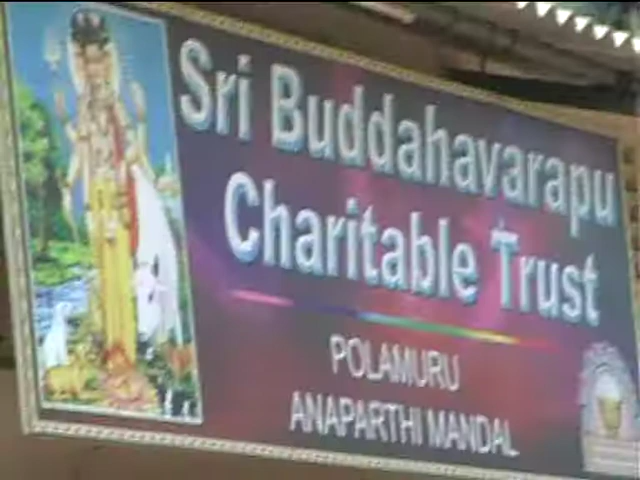 Sri Buddahavarapu
Charitable Trust
POLAMURU
ANAPARTHI MANDAL